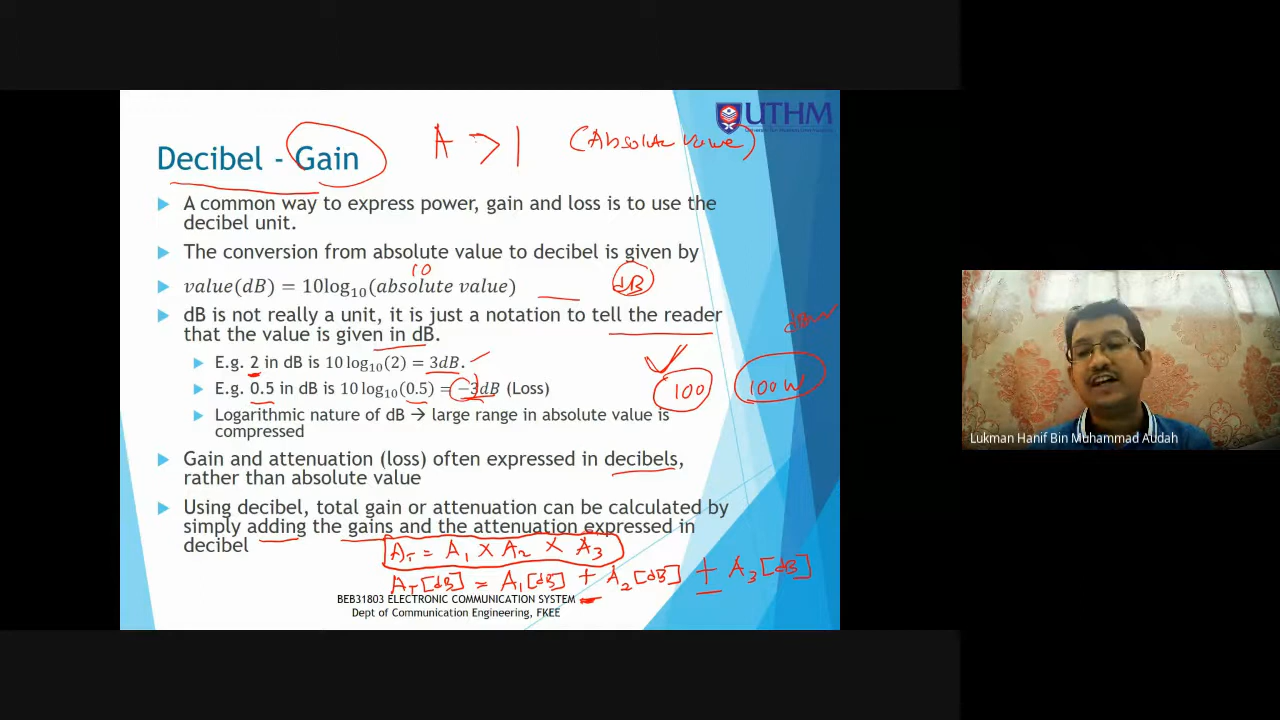 UTHM
Decibel - Gain
A > 1 (Absolute value)
A common way to express power, gain and loss is to use the
decibel unit.
The conversion from absolute value to decibel is given by
10
value(dB) = 10log₁₀(absolute value)
dB
dB is not really a unit, it is just a notation to tell the reader
that the value is given in dB.
E.g. 2 in dB is 10 log₁₀(2) = 3dB.
100
100 W
E.g. 0.5 in dB is 10 log₁₀(0.5) = −3dB (Loss)
Logarithmic nature of dB → large range in absolute value is
compressed
Lukman Hanif Bin Muhammad Audah
Gain and attenuation (loss) often expressed in decibels,
rather than absolute value
Using decibel, total gain or attenuation can be calculated by
simply adding the gains and the attenuation expressed in
decibel
A_T = A₁ × A₂ × A₃
A_T[dB] = A₁[dB] + A₂[dB] + A₃[dB]
BEB31803 ELECTRONIC COMMUNICATION SYSTEM
Dept of Communication Engineering, FKEE